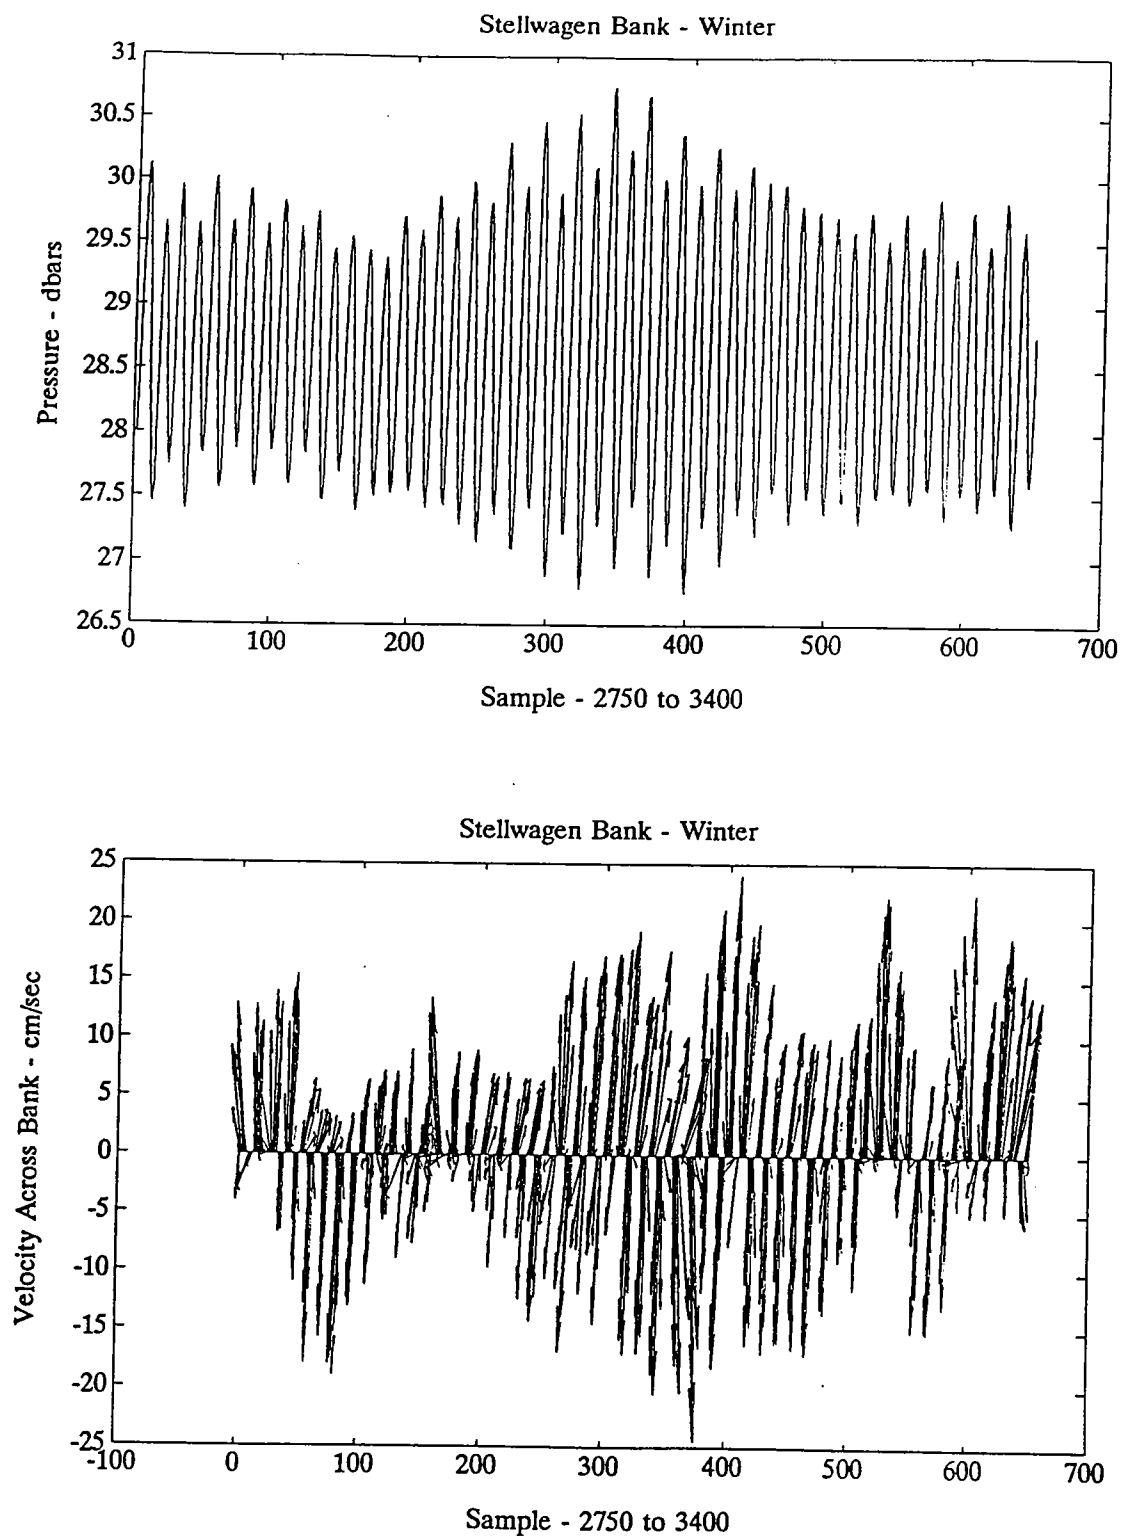 Stellwagen Bank - Winter
31
30.5
30
29.5
29
28.5
28
27.5
27
26.5
Pressure - dbars
0 100 200 300 400 500 600 700
Sample - 2750 to 3400
Stellwagen Bank - Winter
25
20
15
10
5
0
-5
-10
-15
-20
-25
Velocity Across Bank - cm/sec
-100 0 100 200 300 400 500 600 700
Sample - 2750 to 3400